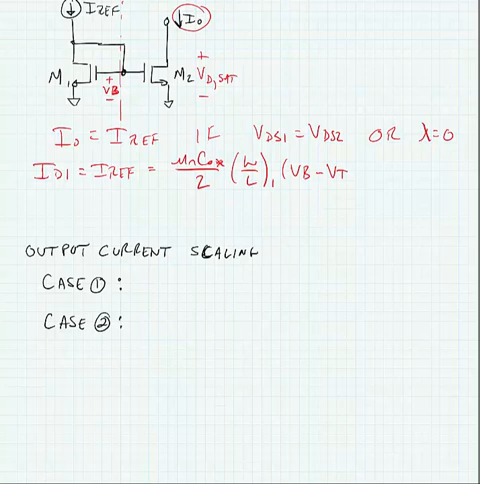 IREF
Io
M1
+
VB
−
M2
+
VD,SAT
−
Io = IREF IF VDS1 = VDS2 OR λ=0
ID1 = IREF = μnCox/2 (W/L)1 (VB − VT
OUTPUT CURRENT SCALING
CASE ① :
CASE ② :